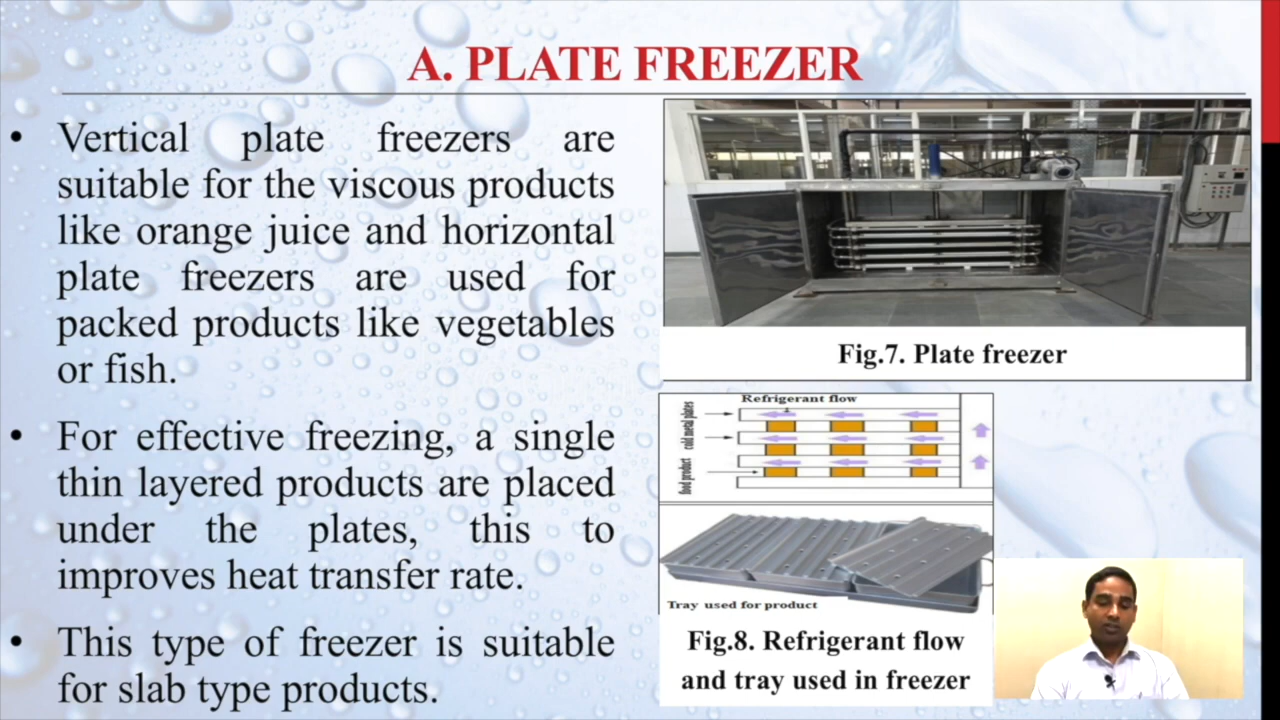 A. PLATE FREEZER
• Vertical plate freezers are
suitable for the viscous products
like orange juice and horizontal
plate freezers are used for
packed products like vegetables
or fish.
• For effective freezing, a single
thin layered products are placed
under the plates, this to
improves heat transfer rate.
• This type of freezer is suitable
for slab type products.
Fig.7. Plate freezer
Refrigerant flow
cold metal plates
food product
Tray used for product
Fig.8. Refrigerant flow
and tray used in freezer